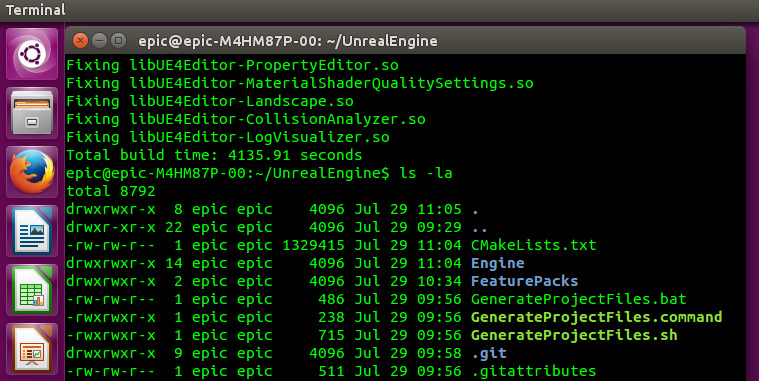 Terminal
epic@epic-M4HM87P-00: ~/UnrealEngine
Fixing libUE4Editor-PropertyEditor.so
Fixing libUE4Editor-MaterialShaderQualitySettings.so
Fixing libUE4Editor-Landscape.so
Fixing libUE4Editor-CollisionAnalyzer.so
Fixing libUE4Editor-LogVisualizer.so
Total build time: 4135.91 seconds
epic@epic-M4HM87P-00:~/UnrealEngine$ ls -la
total 8792
drwxrwxr-x  8 epic epic    4096 Jul 29 11:05 .
drwxr-xr-x 22 epic epic    4096 Jul 29 09:29 ..
-rw-rw-r--  1 epic epic 1329415 Jul 29 11:04 CMakeLists.txt
drwxrwxr-x 14 epic epic    4096 Jul 29 11:04 Engine
drwxrwxr-x  2 epic epic    4096 Jul 29 10:34 FeaturePacks
-rw-rw-r--  1 epic epic     486 Jul 29 09:56 GenerateProjectFiles.bat
-rwxrwxr-x  1 epic epic     238 Jul 29 09:56 GenerateProjectFiles.command
-rwxrwxr-x  1 epic epic     715 Jul 29 09:56 GenerateProjectFiles.sh
drwxrwxr-x  9 epic epic    4096 Jul 29 09:58 .git
-rw-rw-r--  1 epic epic     511 Jul 29 09:56 .gitattributes